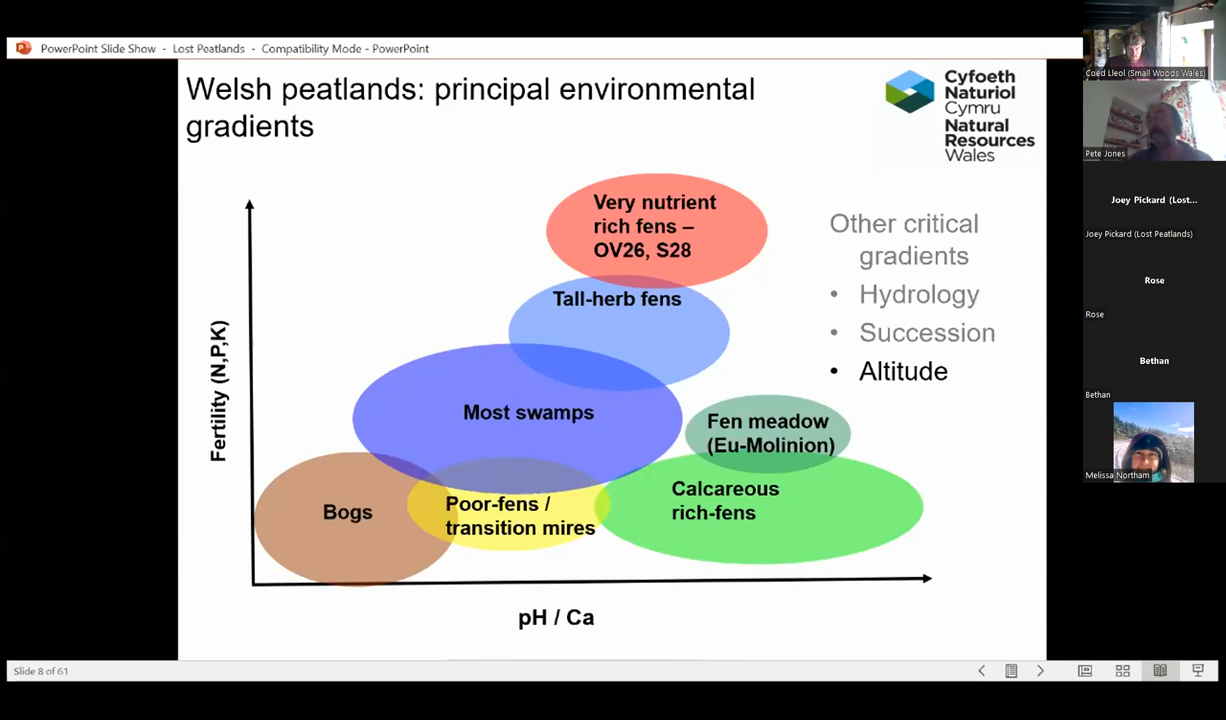 PowerPoint Slide Show - Lost Peatlands - Compatibility Mode - PowerPoint
Welsh peatlands: principal environmental
gradients
Cyfoeth
Naturiol
Cymru
Natural
Resources
Wales
Very nutrient
rich fens –
OV26, S28
Tall-herb fens
Most swamps
Fen meadow
(Eu-Molinion)
Bogs
Poor-fens /
transition mires
Calcareous
rich-fens
Fertility (N,P,K)
pH / Ca
Other critical
gradients
• Hydrology
• Succession
• Altitude
Slide 8 of 61
Coed Lleol (Small Woods Wales)
Pete Jones
Joey Pickard (Lost...
Joey Pickard (Lost Peatlands)
Rose
Rose
Bethan
Bethan
Melissa Northam